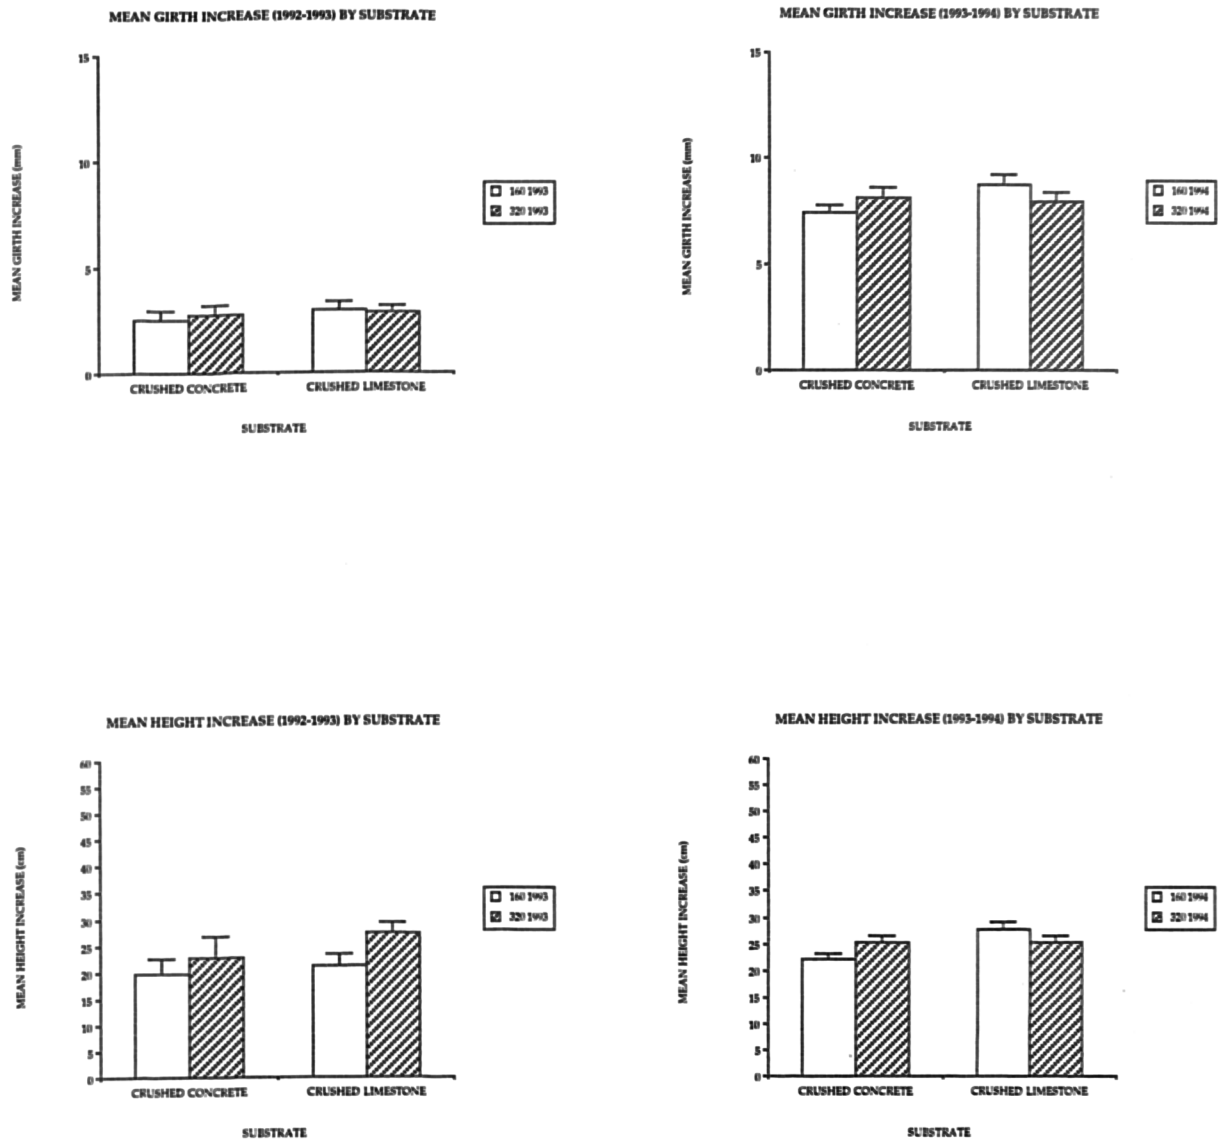 MEAN GIRTH INCREASE (1992-1993) BY SUBSTRATE
15
10
5
0
MEAN GIRTH INCREASE (mm)
160 1993
320 1993
CRUSHED CONCRETE
CRUSHED LIMESTONE
SUBSTRATE
MEAN GIRTH INCREASE (1993-1994) BY SUBSTRATE
15
10
5
0
MEAN GIRTH INCREASE (mm)
160 1994
320 1994
CRUSHED CONCRETE
CRUSHED LIMESTONE
SUBSTRATE
MEAN HEIGHT INCREASE (1992-1993) BY SUBSTRATE
60
55
50
45
40
35
30
25
20
15
10
5
0
MEAN HEIGHT INCREASE (cm)
160 1993
320 1993
CRUSHED CONCRETE
CRUSHED LIMESTONE
SUBSTRATE
MEAN HEIGHT INCREASE (1993-1994) BY SUBSTRATE
60
55
50
45
40
35
30
25
20
15
10
5
0
MEAN HEIGHT INCREASE (cm)
160 1994
320 1994
CRUSHED CONCRETE
CRUSHED LIMESTONE
SUBSTRATE